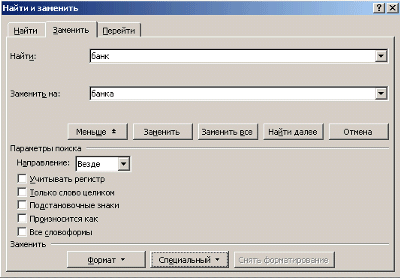 Найти и заменить
Найти Заменить Перейти
Найти: банк
Заменить на: банка
Меньше Заменить Заменить все Найти далее Отмена
Параметры поиска
Направление: Везде
Учитывать регистр
Только слово целиком
Подстановочные знаки
Произносится как
Все словоформы
Заменить
Формат Специальный Снять форматирование